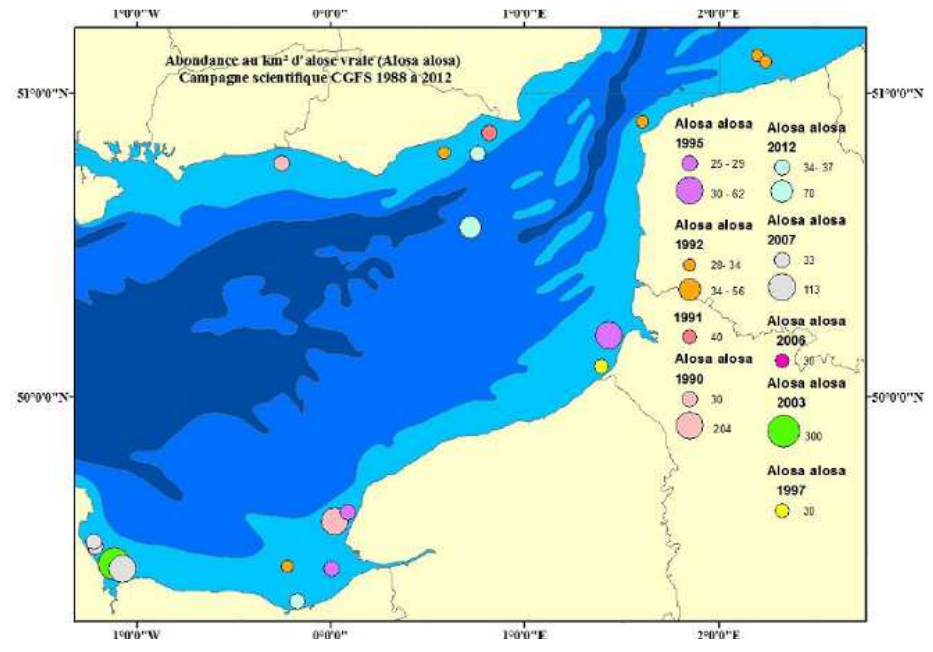 1°0'0"W
0°0'0"
1°0'0"E
2°0'0"E
Abondance au km² d'alose vraie (Alosa alosa)
Campagne scientifique CGFS 1988 à 2012
51°0'0"N
51°0'0"N
Alosa alosa
1995
25 - 29
30 - 62
Alosa alosa
1992
28- 34
34 - 56
1991
40
Alosa alosa
1990
30
204
Alosa alosa
2012
34- 37
70
Alosa alosa
2007
33
113
Alosa alosa
2006
30
Alosa alosa
2003
300
Alosa alosa
1997
30
50°0'0"N
50°0'0"N
1°0'0"W
0°0'0"
1°0'0"E
2°0'0"E